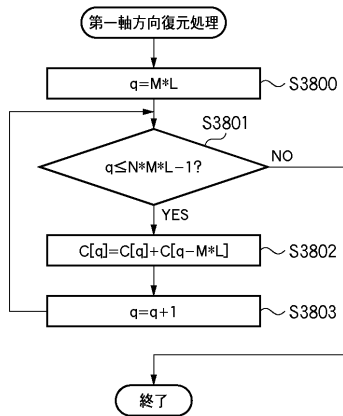 第一軸方向復元処理
q=M*L
S3800
S3801
q≤N*M*L-1?
NO
YES
C[q]=C[q]+C[q-M*L]
S3802
q=q+1
S3803
終了